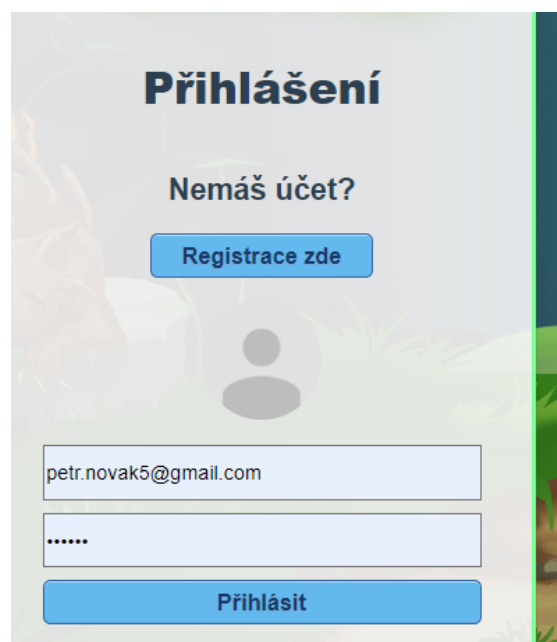 Přihlášení
Nemáš účet?
Registrace zde
petr.novak5@gmail.com
••••••
Přihlásit